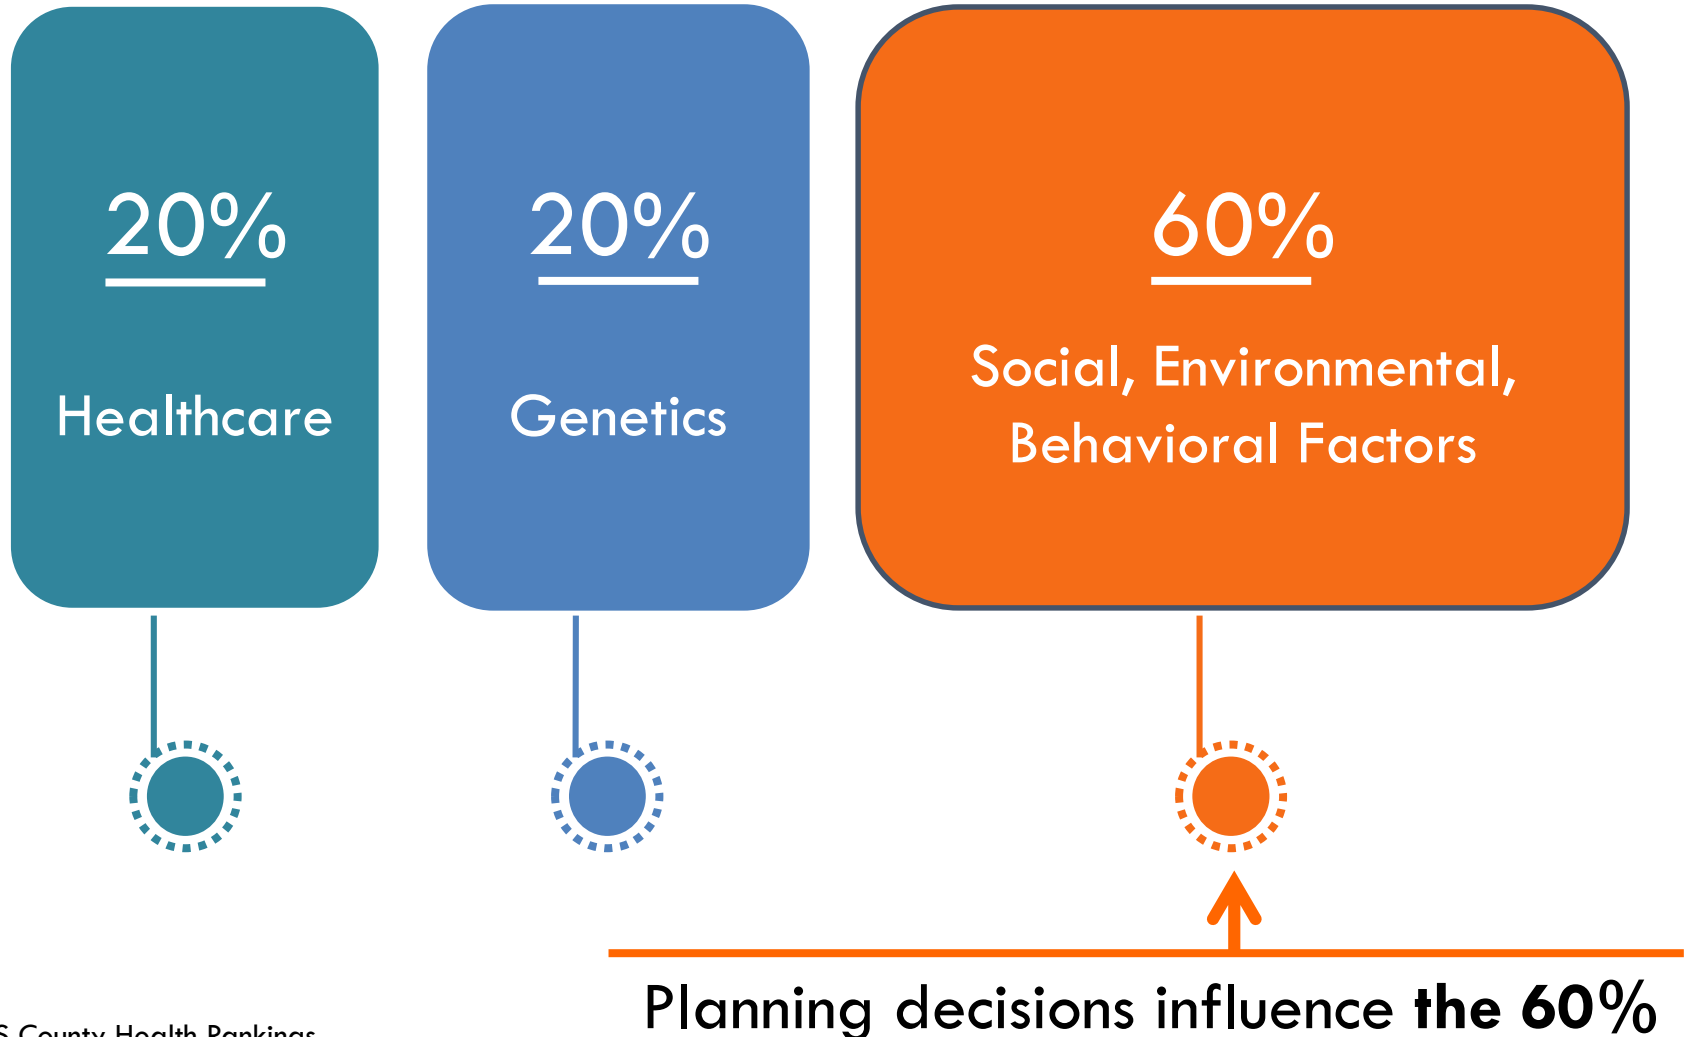 20%
Healthcare
20%
Genetics
60%
Social, Environmental,
Behavioral Factors
Planning decisions influence the 60%
County Health Rankings